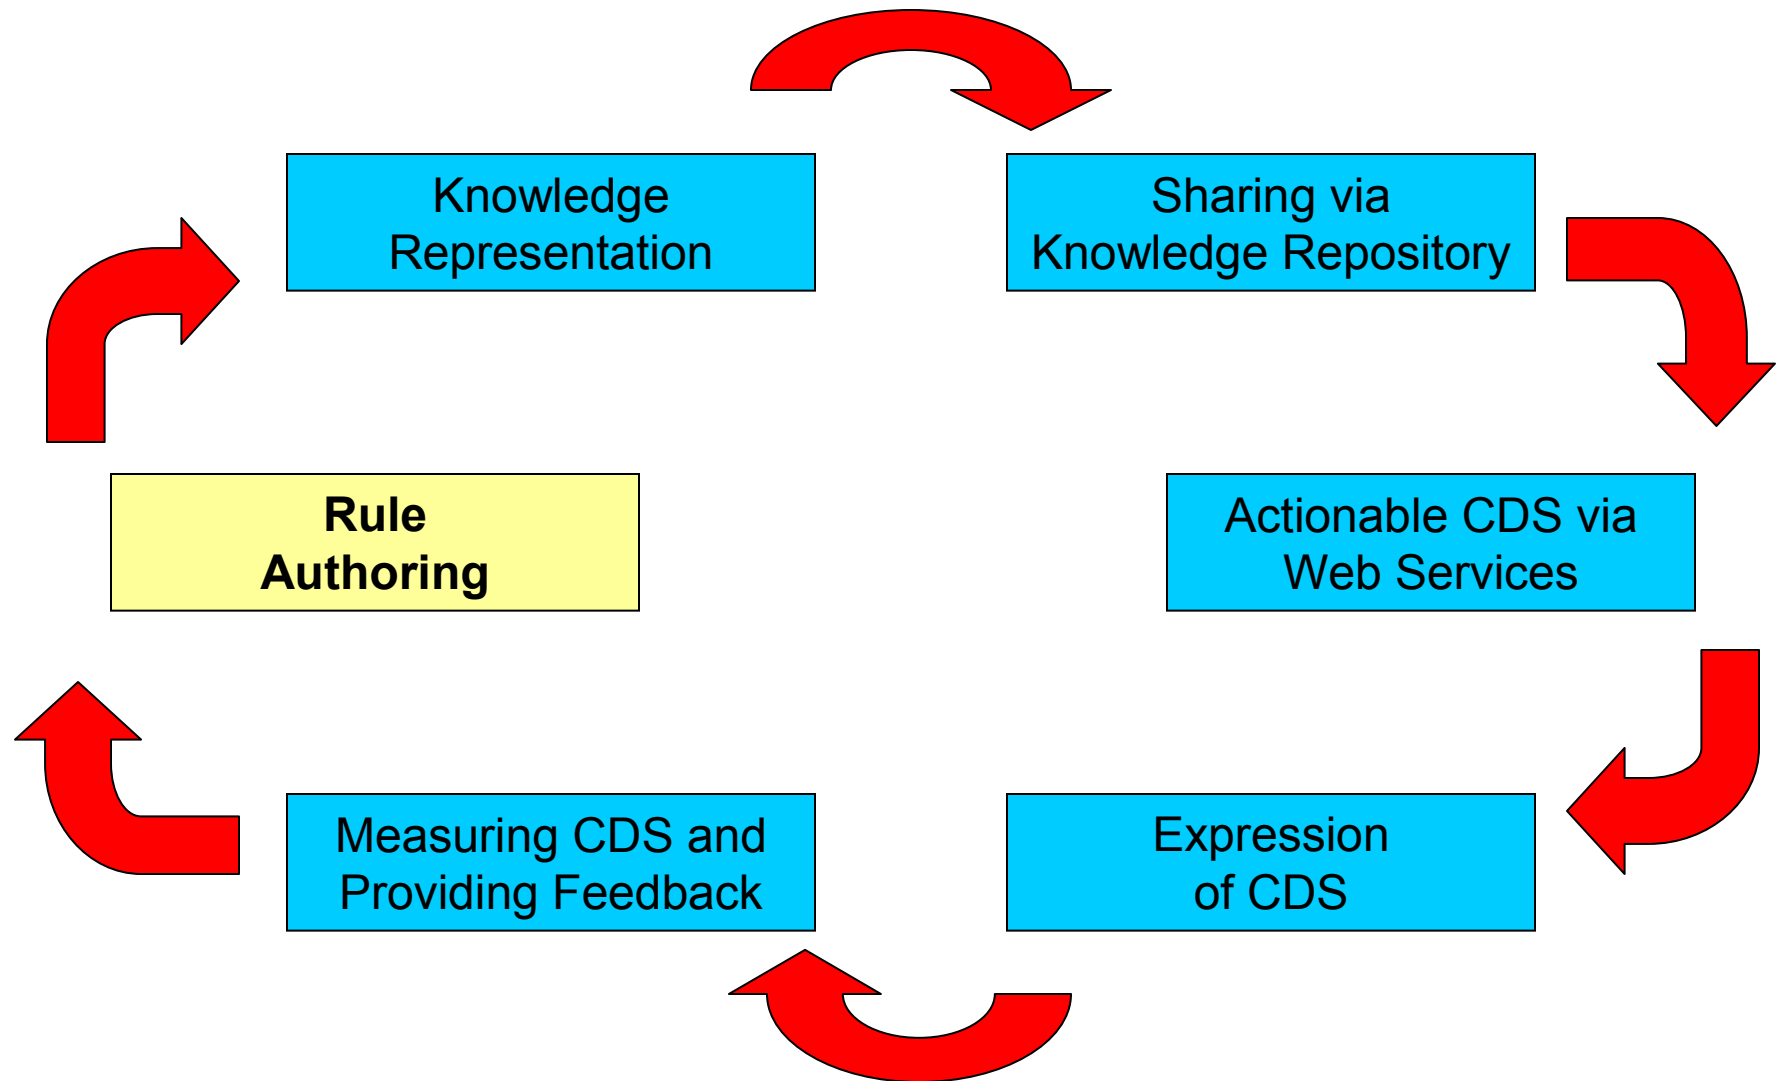 Knowledge
Representation
Sharing via
Knowledge Repository
Rule
Authoring
Actionable CDS via
Web Services
Measuring CDS and
Providing Feedback
Expression
of CDS